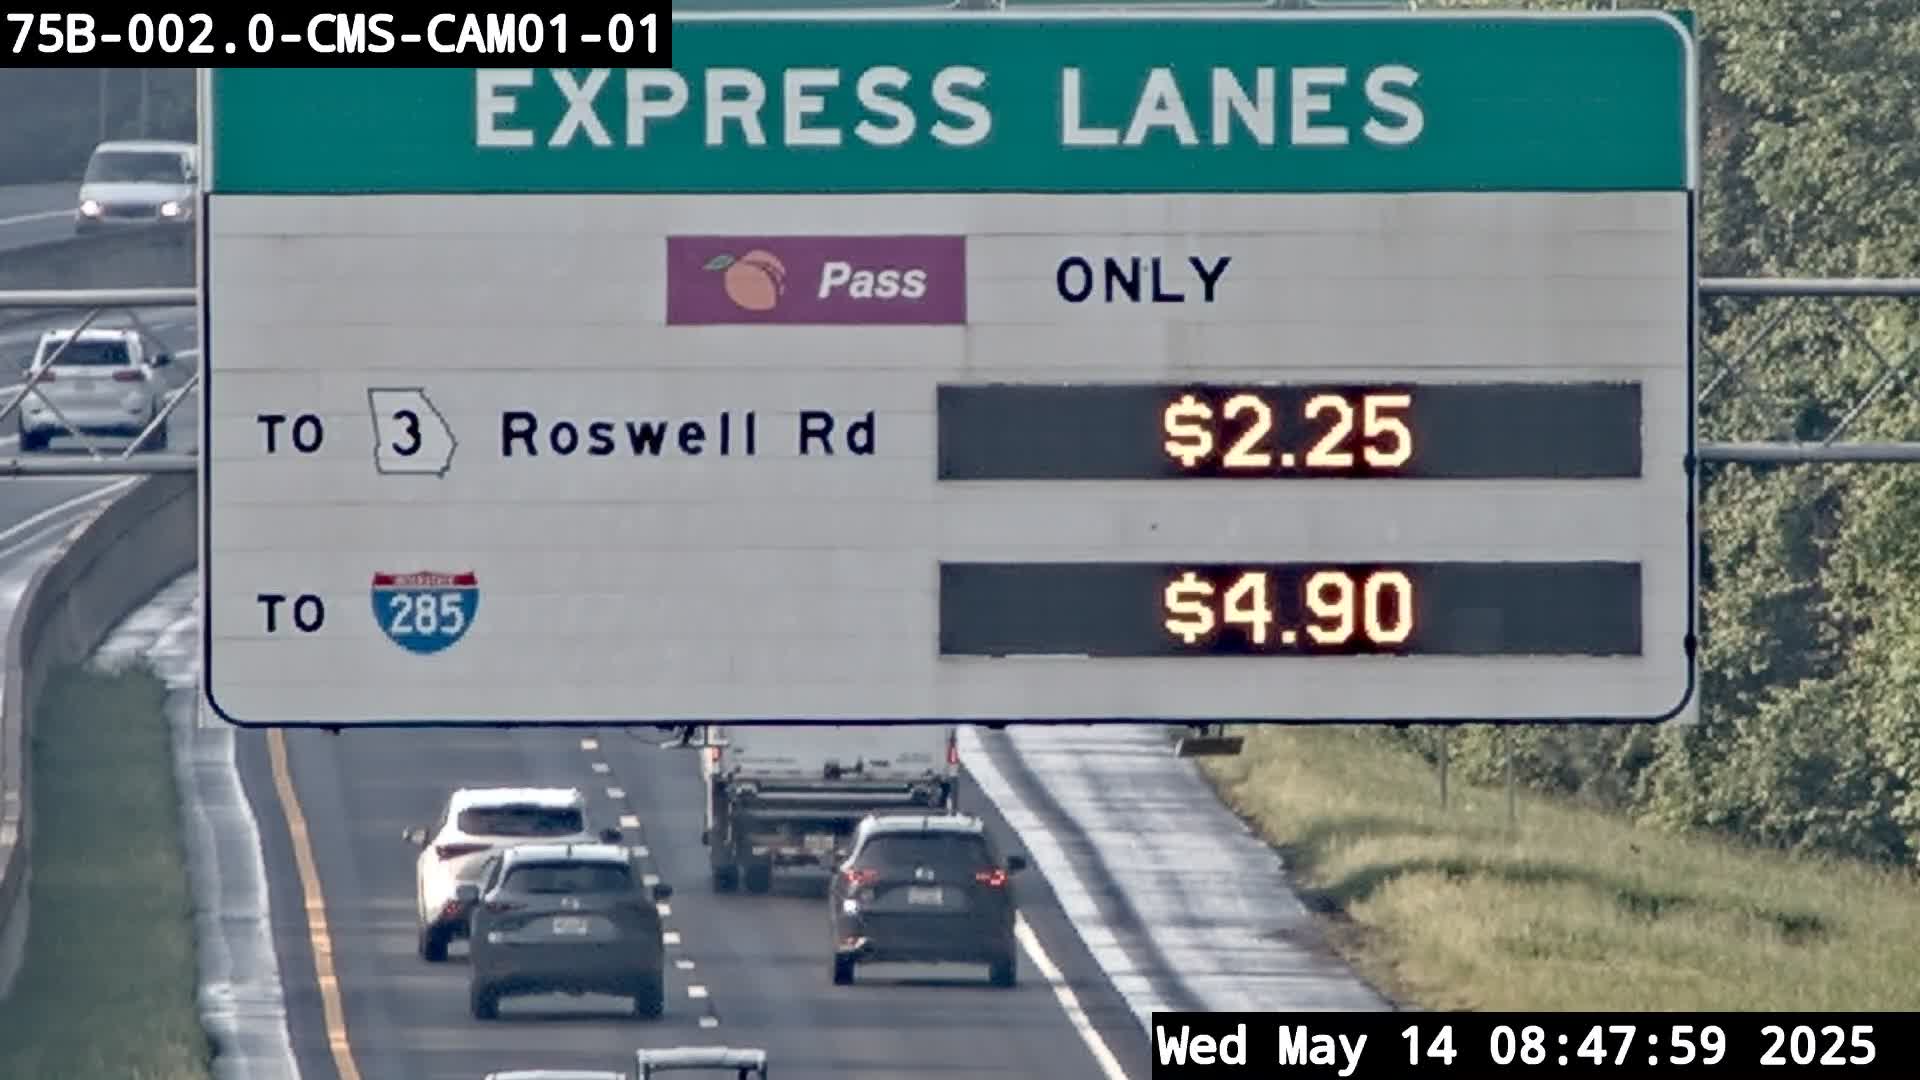 75B-002.0-CMS-CAM01-01
EXPRESS LANES
Pass ONLY
TO 3 Roswell Rd $2.25
TO INTERSTATE 285 $4.90
Wed May 14 08:47:59 2025